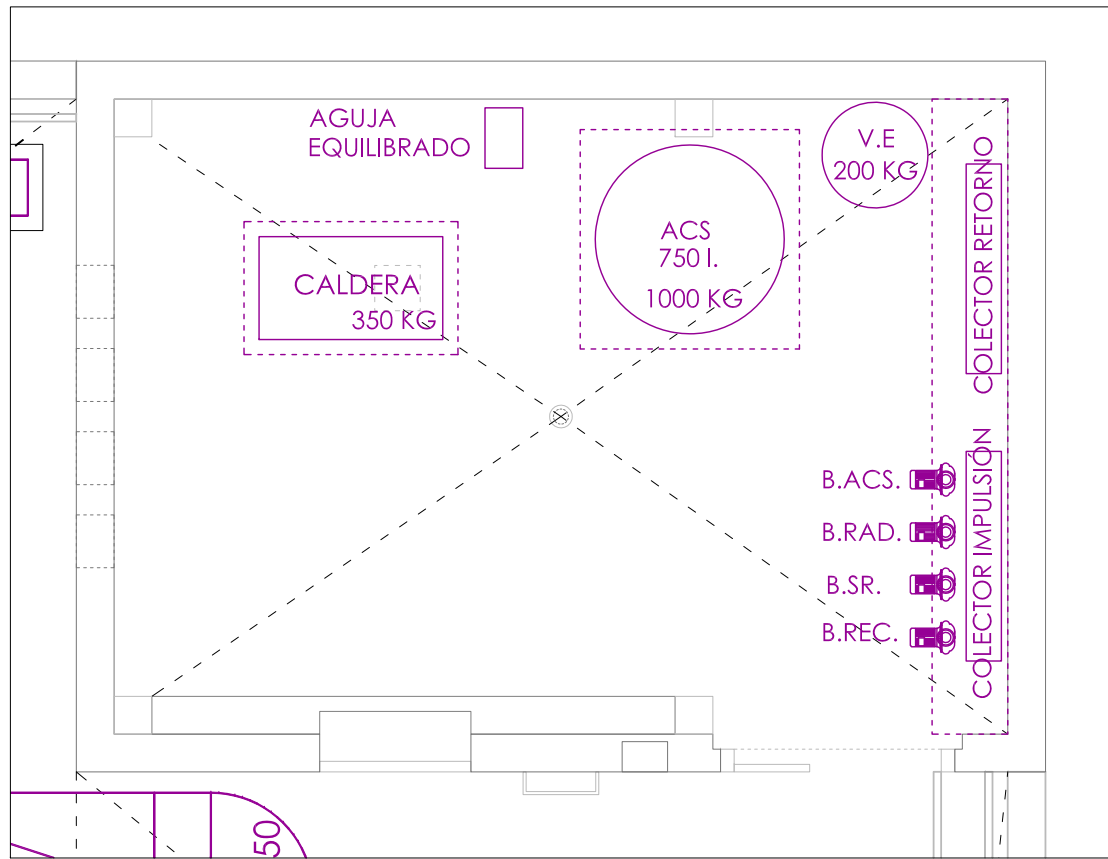 AGUJA
EQUILIBRADO
V.E
200 KG
COLECTOR RETORNO
ACS
750 l.
1000 KG
CALDERA
350 KG
COLECTOR IMPULSIÓN
B.ACS.
B.RAD.
B.SR.
B.REC.
50